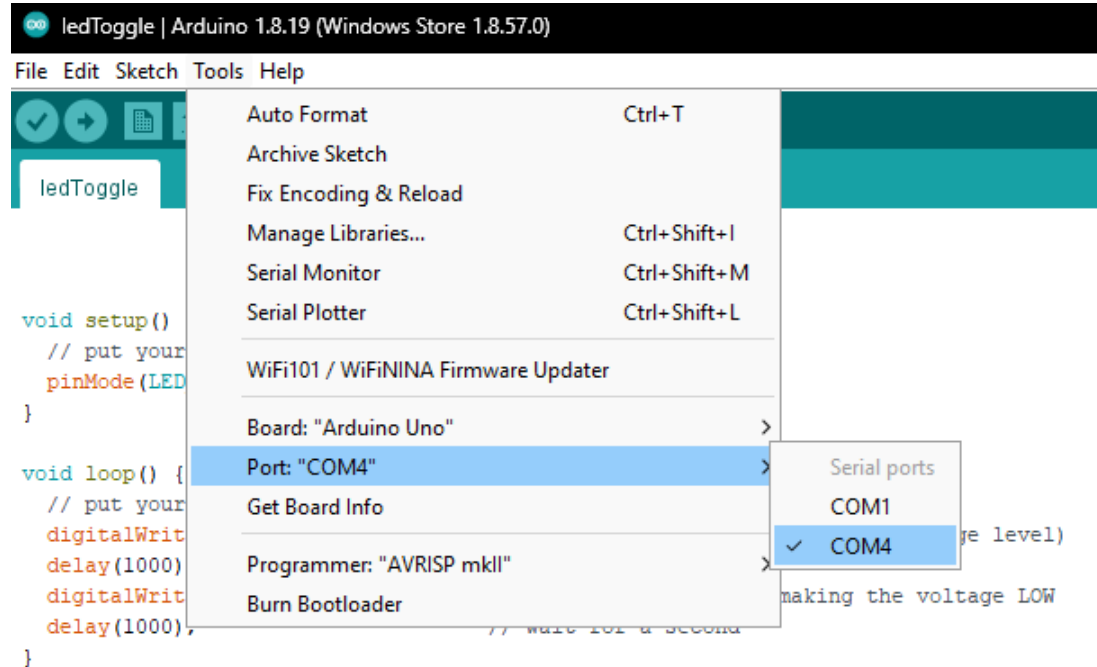 ledToggle | Arduino 1.8.19 (Windows Store 1.8.57.0)
File Edit Sketch Tools Help
ledToggle
Auto Format Ctrl+T
Archive Sketch
Fix Encoding & Reload
Manage Libraries... Ctrl+Shift+I
Serial Monitor Ctrl+Shift+M
Serial Plotter Ctrl+Shift+L
WiFi101 / WiFiNINA Firmware Updater
Board: "Arduino Uno"
Port: "COM4"
Get Board Info
Programmer: "AVRISP mkII"
Burn Bootloader
Serial ports
COM1
COM4
void setup()
// put your
pinMode(LED
}
void loop() {
// put your
digitalWrit level)
delay(1000)
digitalWrit making the voltage LOW
delay(1000); // wait for a second
}